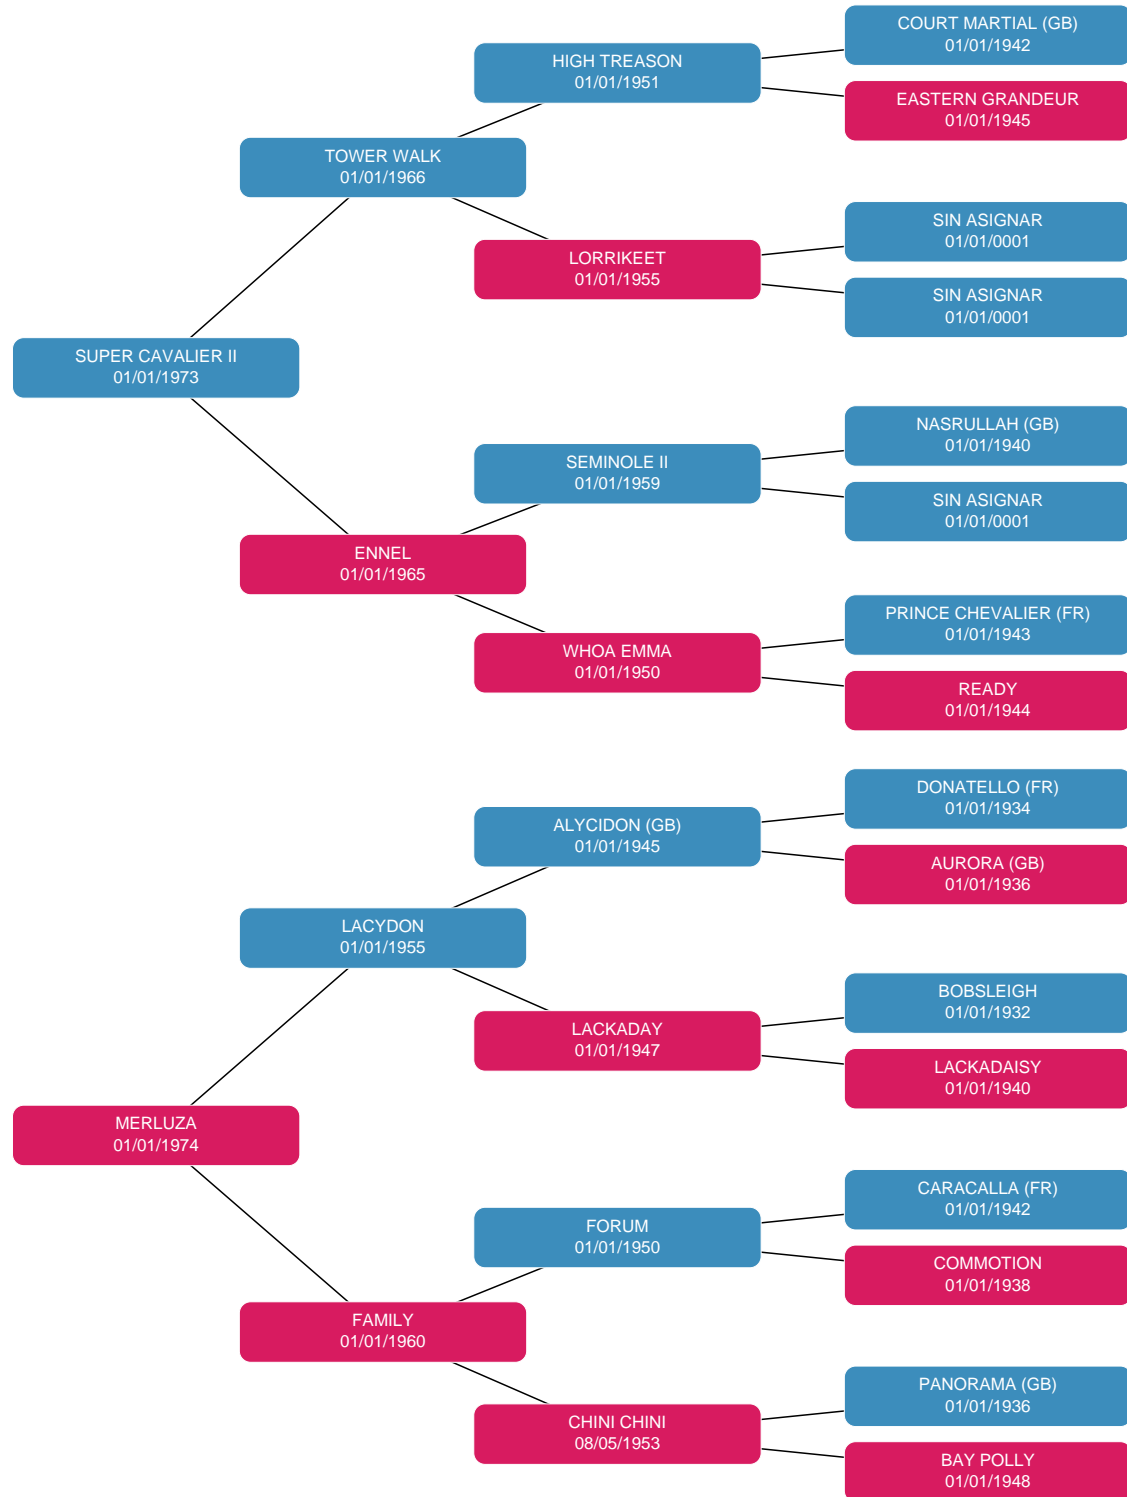 COURT MARTIAL (GB)
01/01/1942
HIGH TREASON
01/01/1951
EASTERN GRANDEUR
01/01/1945
TOWER WALK
01/01/1966
SIN ASIGNAR
01/01/0001
LORRIKEET
01/01/1955
SIN ASIGNAR
01/01/0001
SUPER CAVALIER II
01/01/1973
NASRULLAH (GB)
01/01/1940
SEMINOLE II
01/01/1959
SIN ASIGNAR
01/01/0001
ENNEL
01/01/1965
PRINCE CHEVALIER (FR)
01/01/1943
WHOA EMMA
01/01/1950
READY
01/01/1944
DONATELLO (FR)
01/01/1934
ALYCIDON (GB)
01/01/1945
AURORA (GB)
01/01/1936
LACYDON
01/01/1955
BOBSLEIGH
01/01/1932
LACKADAY
01/01/1947
LACKADAISY
01/01/1940
MERLUZA
01/01/1974
CARACALLA (FR)
01/01/1942
FORUM
01/01/1950
COMMOTION
01/01/1938
FAMILY
01/01/1960
PANORAMA (GB)
01/01/1936
CHINI CHINI
08/05/1953
BAY POLLY
01/01/1948